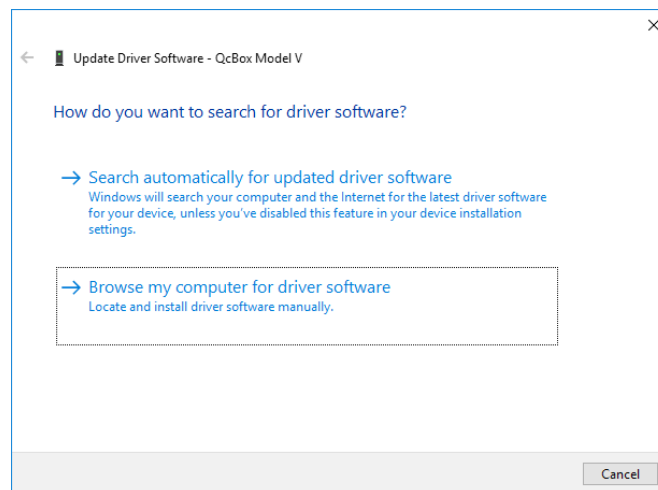 Update Driver Software - QcBox Model V
How do you want to search for driver software?
Search automatically for updated driver software
Windows will search your computer and the Internet for the latest driver software
for your device, unless you've disabled this feature in your device installation
settings.
Browse my computer for driver software
Locate and install driver software manually.
Cancel